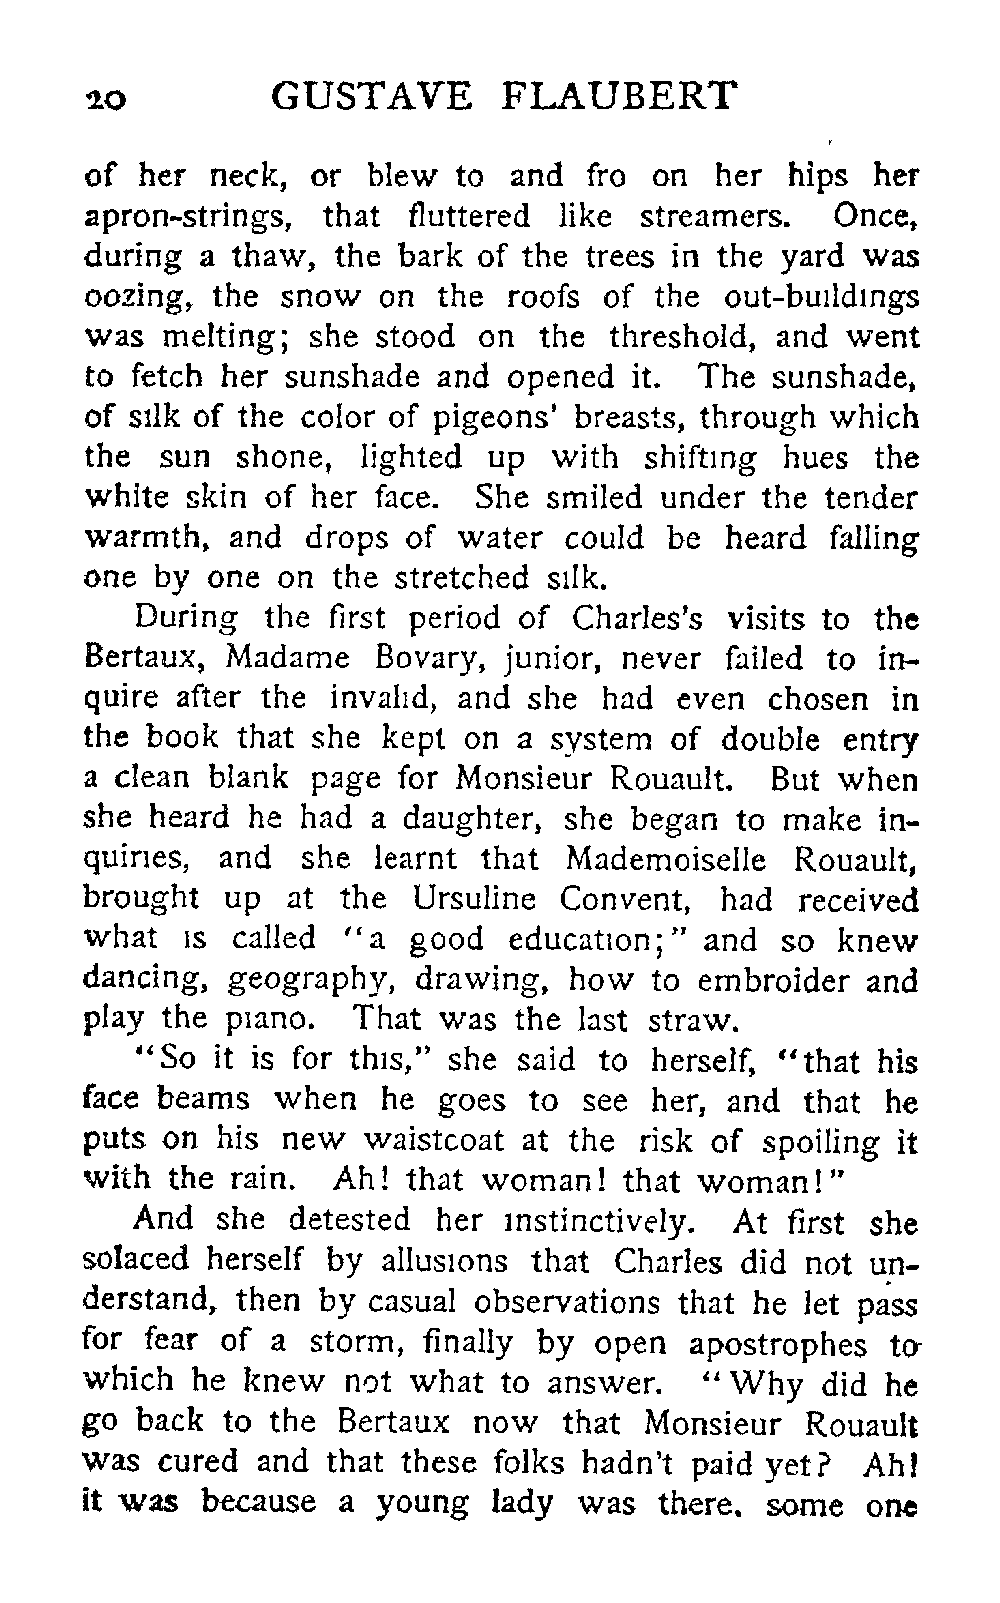 20 GUSTAVE FLAUBERT
of her neck, or blew to and fro on her hips her
apron-strings, that fluttered like streamers. Once,
during a thaw, the bark of the trees in the yard was
oozing, the snow on the roofs of the out-buildings
was melting; she stood on the threshold, and went
to fetch her sunshade and opened it. The sunshade,
of silk of the color of pigeons' breasts, through which
the sun shone, lighted up with shifting hues the
white skin of her face. She smiled under the tender
warmth, and drops of water could be heard falling
one by one on the stretched silk.
During the first period of Charles's visits to the
Bertaux, Madame Bovary, junior, never failed to in-
quire after the invalid, and she had even chosen in
the book that she kept on a system of double entry
a clean blank page for Monsieur Rouault. But when
she heard he had a daughter, she began to make in-
quiries, and she learnt that Mademoiselle Rouault,
brought up at the Ursuline Convent, had received
what is called "a good education;" and so knew
dancing, geography, drawing, how to embroider and
play the piano. That was the last straw.
"So it is for this," she said to herself, "that his
face beams when he goes to see her, and that he
puts on his new waistcoat at the risk of spoiling it
with the rain. Ah! that woman! that woman!"
And she detested her instinctively. At first she
solaced herself by allusions that Charles did not un-
derstand, then by casual observations that he let pass
for fear of a storm, finally by open apostrophes to
which he knew not what to answer. "Why did he
go back to the Bertaux now that Monsieur Rouault
was cured and that these folks hadn't paid yet? Ah!
it was because a young lady was there, some one